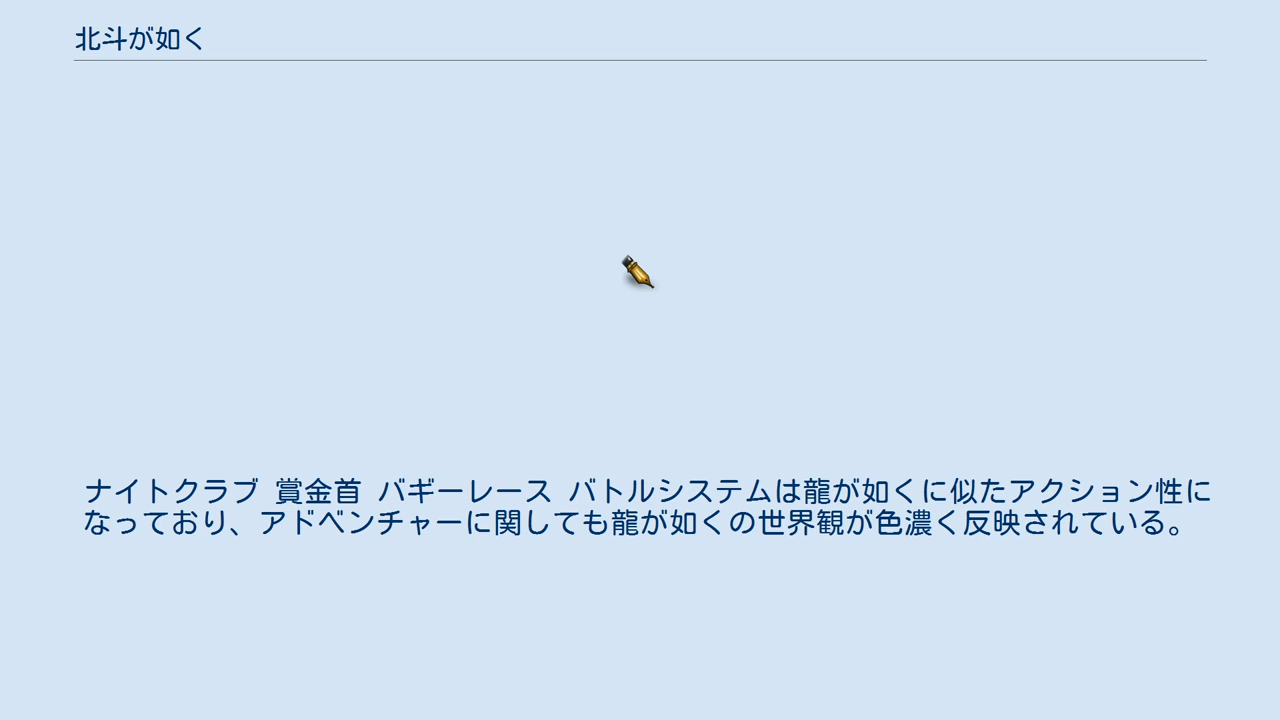 北斗が如く
ナイトクラブ 賞金首 バギーレース バトルシステムは龍が如くに似たアクション性に
なっており、アドベンチャーに関しても龍が如くの世界観が色濃く反映されている。